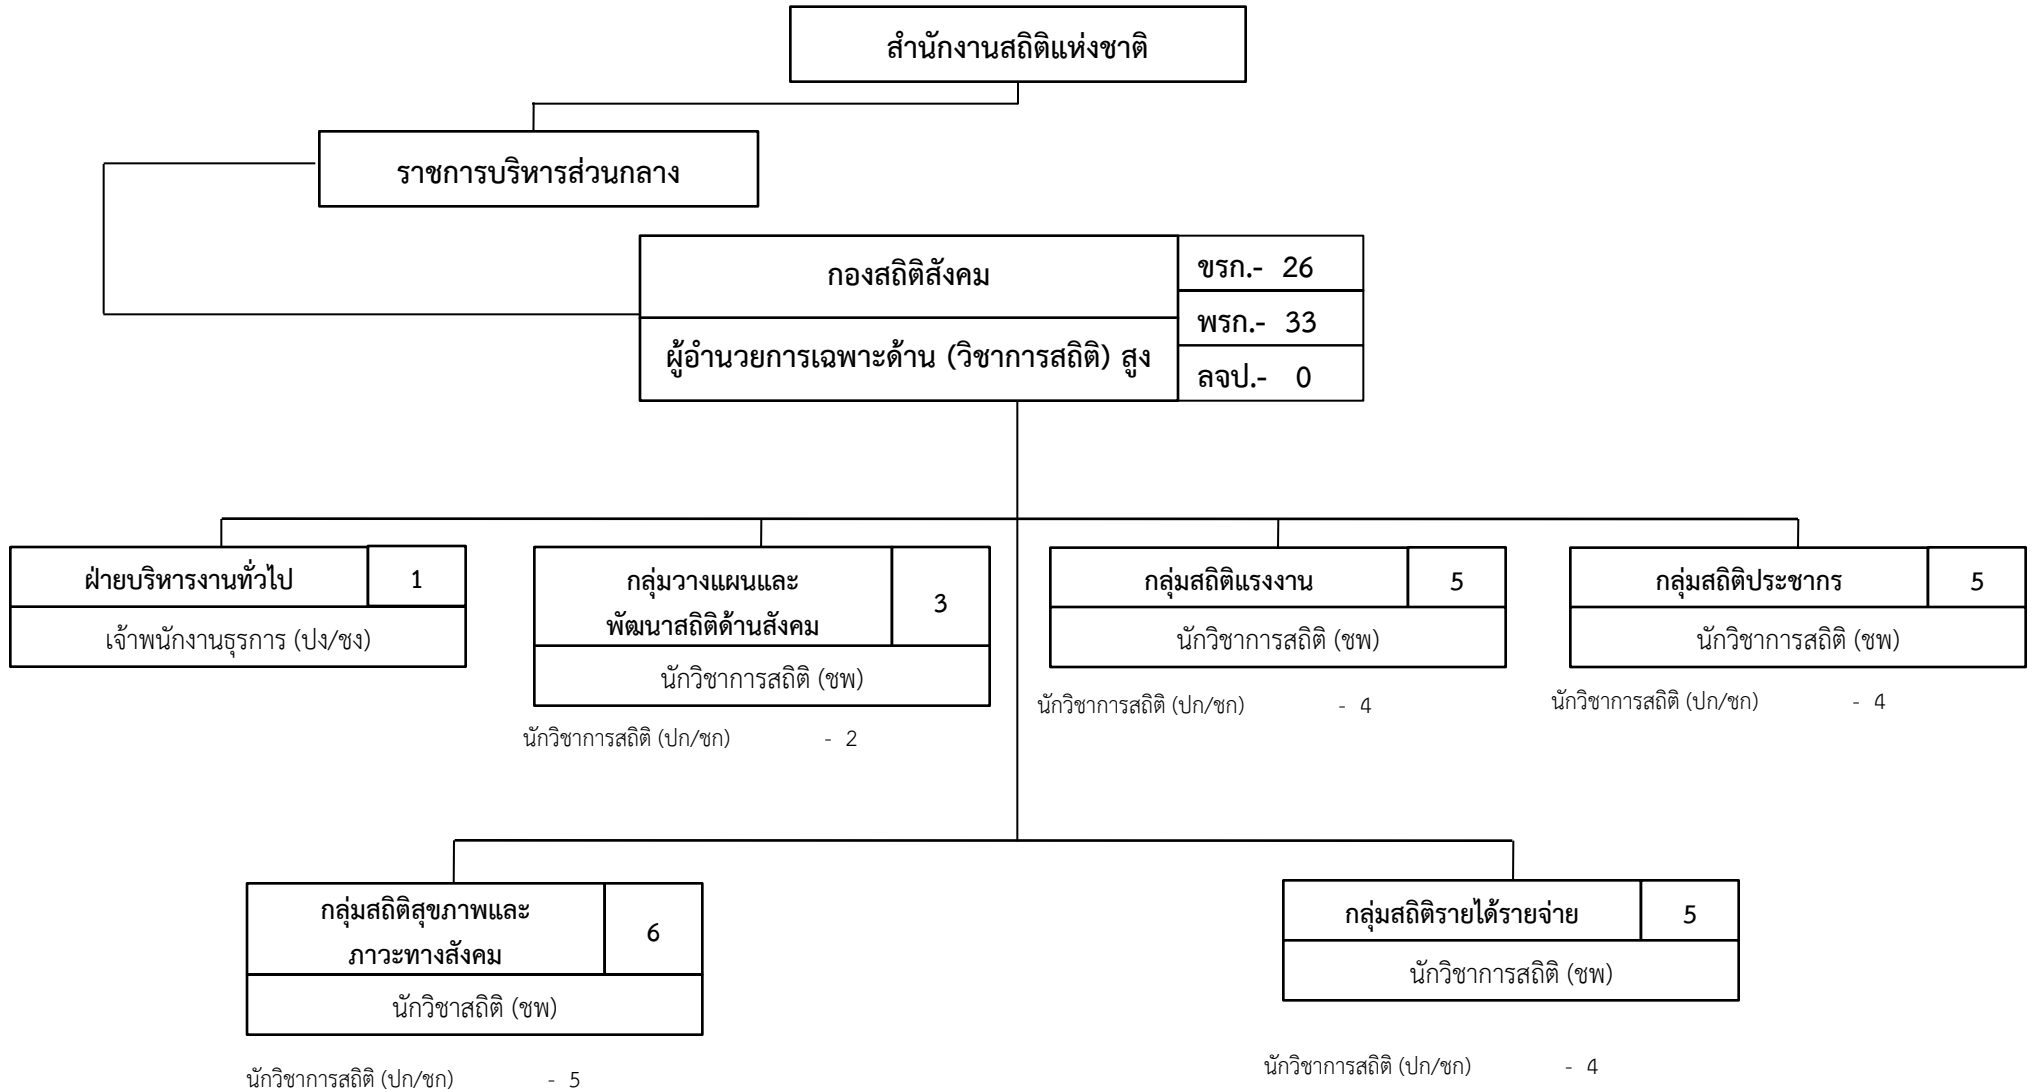 สำนักงานสถิติแห่งชาติ
ราชการบริหารส่วนกลาง
กองสถิติสังคม
ผู้อำนวยการเฉพาะด้าน (วิชาการสถิติ) สูง
ขรก.- 26
พรก.- 33
ลจป.- 0
ฝ่ายบริหารงานทั่วไป 1
เจ้าพนักงานธุรการ (ปง/ชง)
กลุ่มวางแผนและ
พัฒนาสถิติด้านสังคม
3
นักวิชาการสถิติ (ชพ)
นักวิชาการสถิติ (ปก/ชก) - 2
กลุ่มสถิติแรงงาน 5
นักวิชาการสถิติ (ชพ)
นักวิชาการสถิติ (ปก/ชก) - 4
กลุ่มสถิติประชากร 5
นักวิชาการสถิติ (ชพ)
นักวิชาการสถิติ (ปก/ชก) - 4
กลุ่มสถิติสุขภาพและ
ภาวะทางสังคม
6
นักวิชาสถิติ (ชพ)
นักวิชาการสถิติ (ปก/ชก) - 5
กลุ่มสถิติรายได้รายจ่าย 5
นักวิชาการสถิติ (ชพ)
นักวิชาการสถิติ (ปก/ชก) - 4